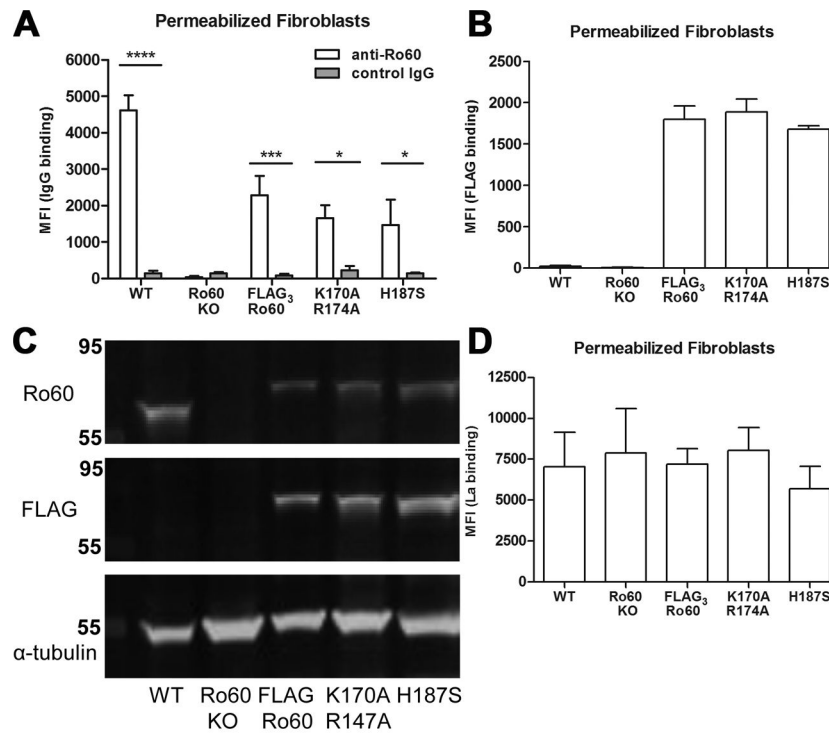 A
Permeabilized Fibroblasts
MFI (IgG binding)
6000
5000
4000
3000
2000
1000
0
****
***
*
*
anti-Ro60
control IgG
WT
Ro60
KO
FLAG₃
Ro60
K170A
R174A
H187S
B
Permeabilized Fibroblasts
MFI (FLAG binding)
2500
2000
1500
1000
500
0
WT
Ro60
KO
FLAG₃
Ro60
K170A
R174A
H187S
C
95
Ro60
55
95
FLAG
55
55
α-tubulin
WT Ro60 FLAG K170A H187S
KO Ro60 R147A
D
Permeabilized Fibroblasts
MFI (La binding)
12500
10000
7500
5000
2500
0
WT
Ro60
KO
FLAG₃
Ro60
K170A
R174A
H187S